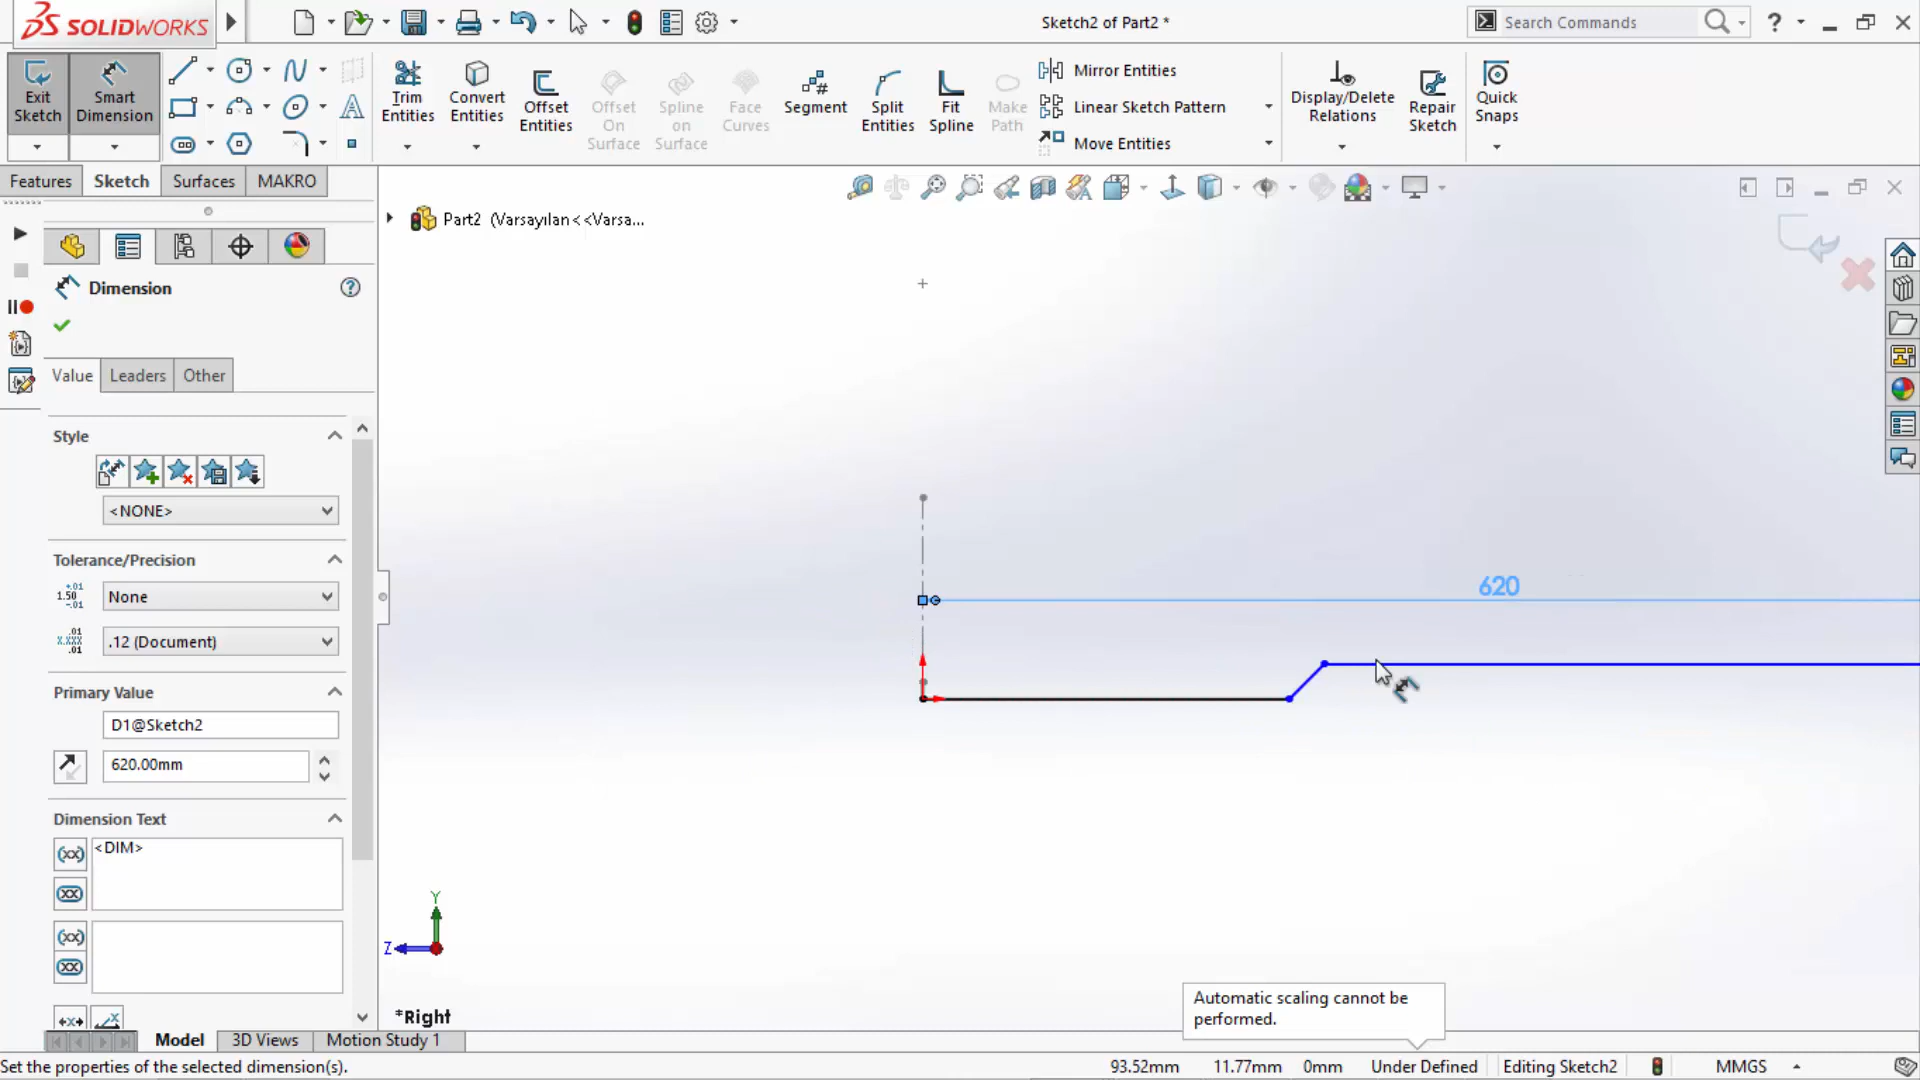 SOLIDWORKS
Sketch2 of Part2 *
Search Commands
Exit Sketch
Smart Dimension
Trim Entities
Convert Entities
Offset Entities
Offset On Surface
Spline on Surface
Face Curves
Segment
Split Entities
Fit Spline
Make Path
Mirror Entities
Linear Sketch Pattern
Move Entities
Display/Delete Relations
Repair Sketch
Quick Snaps
Features
Sketch
Surfaces
MAKRO
Part2 (Varsayılan<<Varsa...
Dimension
Value
Leaders
Other
Style
<NONE>
Tolerance/Precision
None
.12 (Document)
Primary Value
D1@Sketch2
620.00mm
Dimension Text
<DIM>
620
Y
Z
*Right
Automatic scaling cannot be
performed.
Model
3D Views
Motion Study 1
Set the properties of the selected dimension(s).
93.52mm
11.77mm
0mm
Under Defined
Editing Sketch2
MMGS